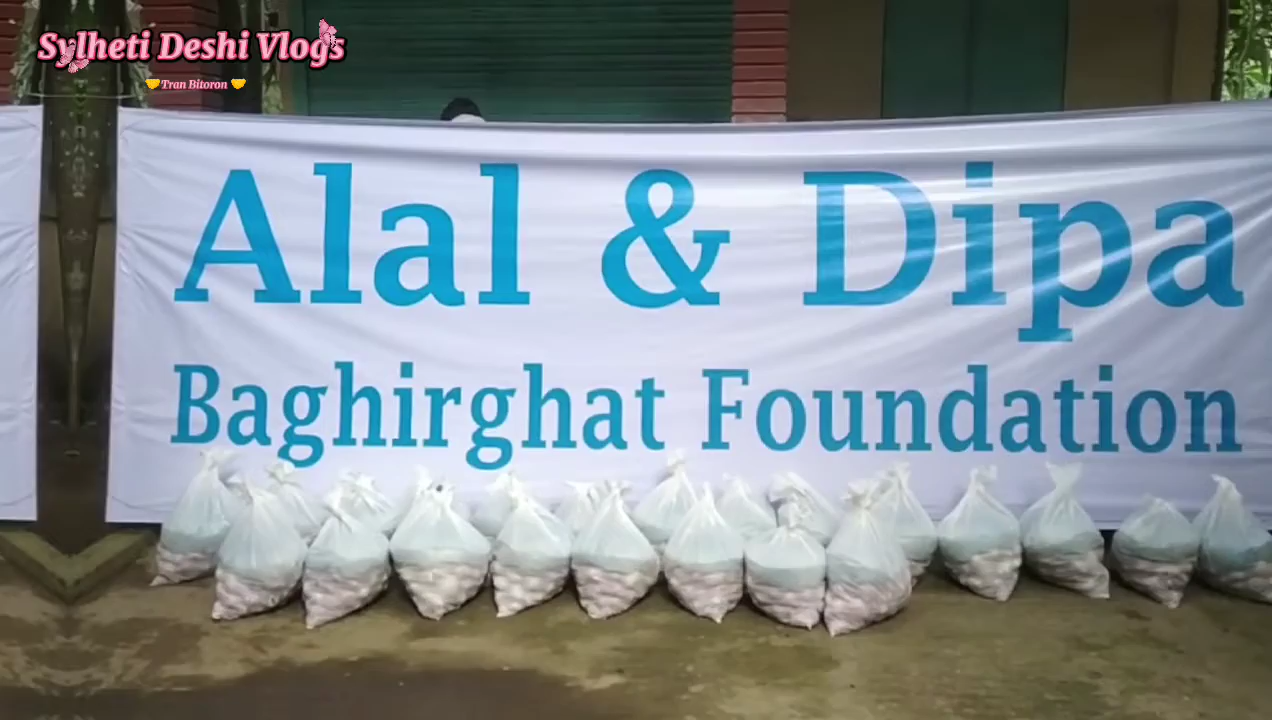 Sylheti Deshi Vlogs
🤝Tran Bitoron🤝
Alal & Dipa
Baghirghat Foundation